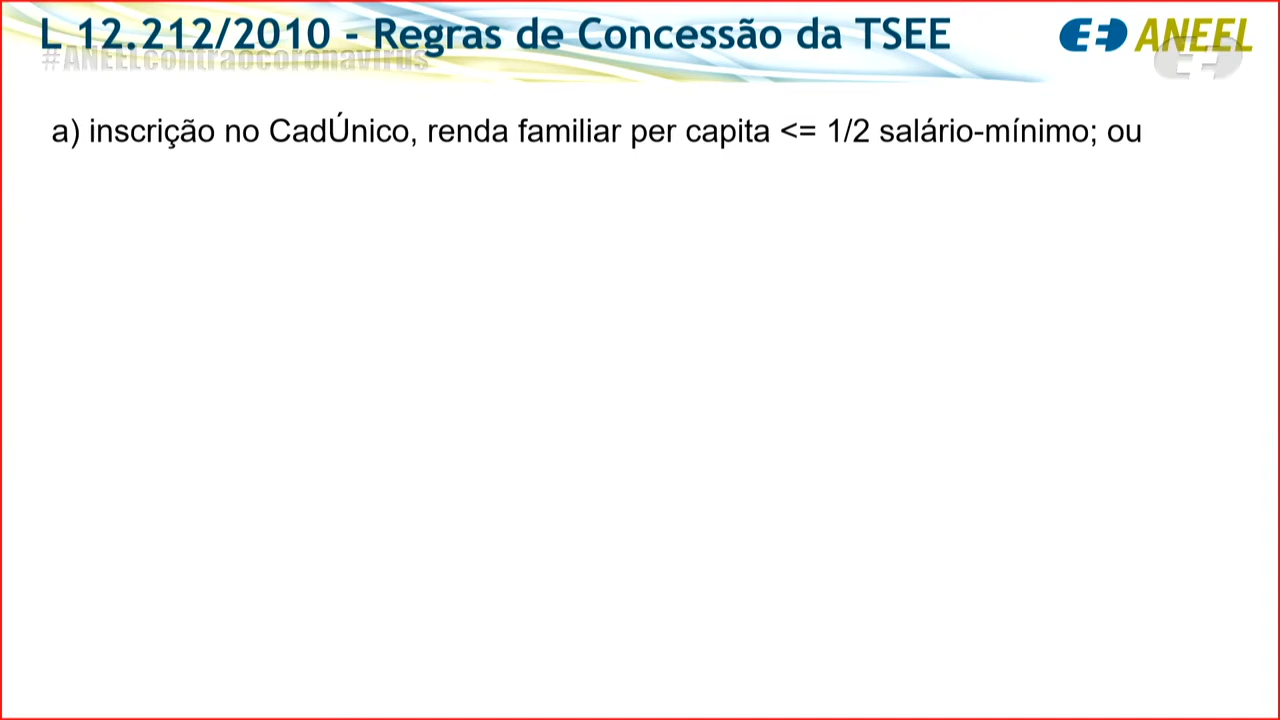 L 12.212/2010 - Regras de Concessão da TSEE
ANEEL
#ANEELcontraocoronavirus
a) inscrição no CadÚnico, renda familiar per capita <= 1/2 salário-mínimo; ou